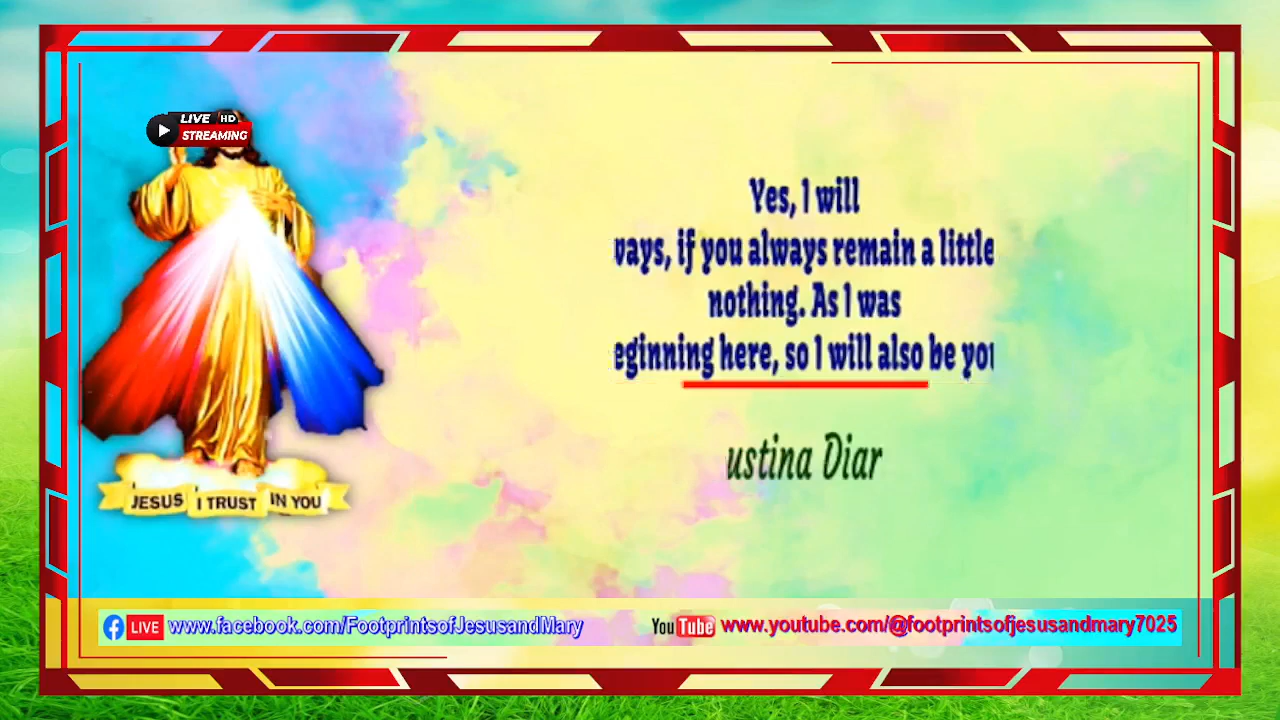 LIVE HD
STREAMING
Yes, I will
vays, if you always remain a little
nothing. As I was
eginning here, so I will also be you
ustina Diar
JESUS I TRUST IN YOU
LIVE www.facebook.com/FootprintsofJesusandMary
YouTube www.youtube.com/@footprintsofjesusandmary7025